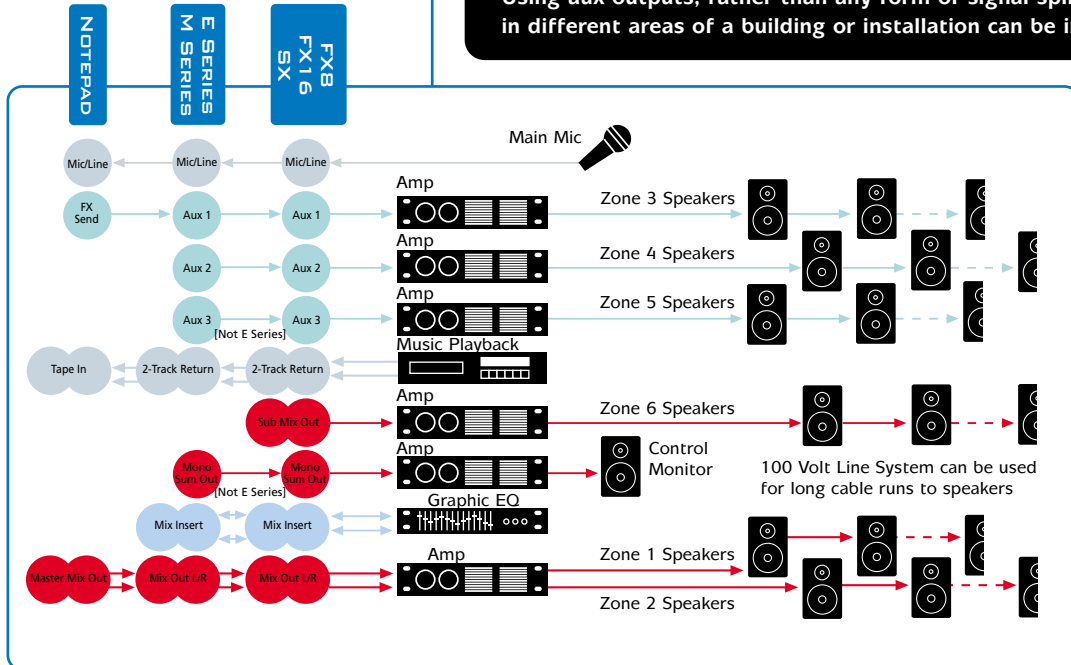 Using aux outputs, rather than any form of signal
in different areas of a building or installation can be
NOTEPAD
E SERIES
M SERIES
FX8
FX16
SX
Main Mic
Mic/Line
Mic/Line
Mic/Line
Amp
FX
Send
Aux 1
Aux 1
Zone 3 Speakers
Amp
Aux 2
Aux 2
Zone 4 Speakers
Amp
Aux 3
Aux 3
[Not E Series]
Zone 5 Speakers
Music Playback
Tape In
2-Track Return
2-Track Return
Amp
Sub Mix Out
Zone 6 Speakers
Amp
Mono
Sum Out
Mono
Sum Out
[Not E Series]
Control
Monitor
100 Volt Line System can be used
for long cable runs to speakers
Graphic EQ
Mix Insert
Mix Insert
Amp
Master Mix Out
Mix Out L/R
Mix Out L/R
Zone 1 Speakers
Zone 2 Speakers